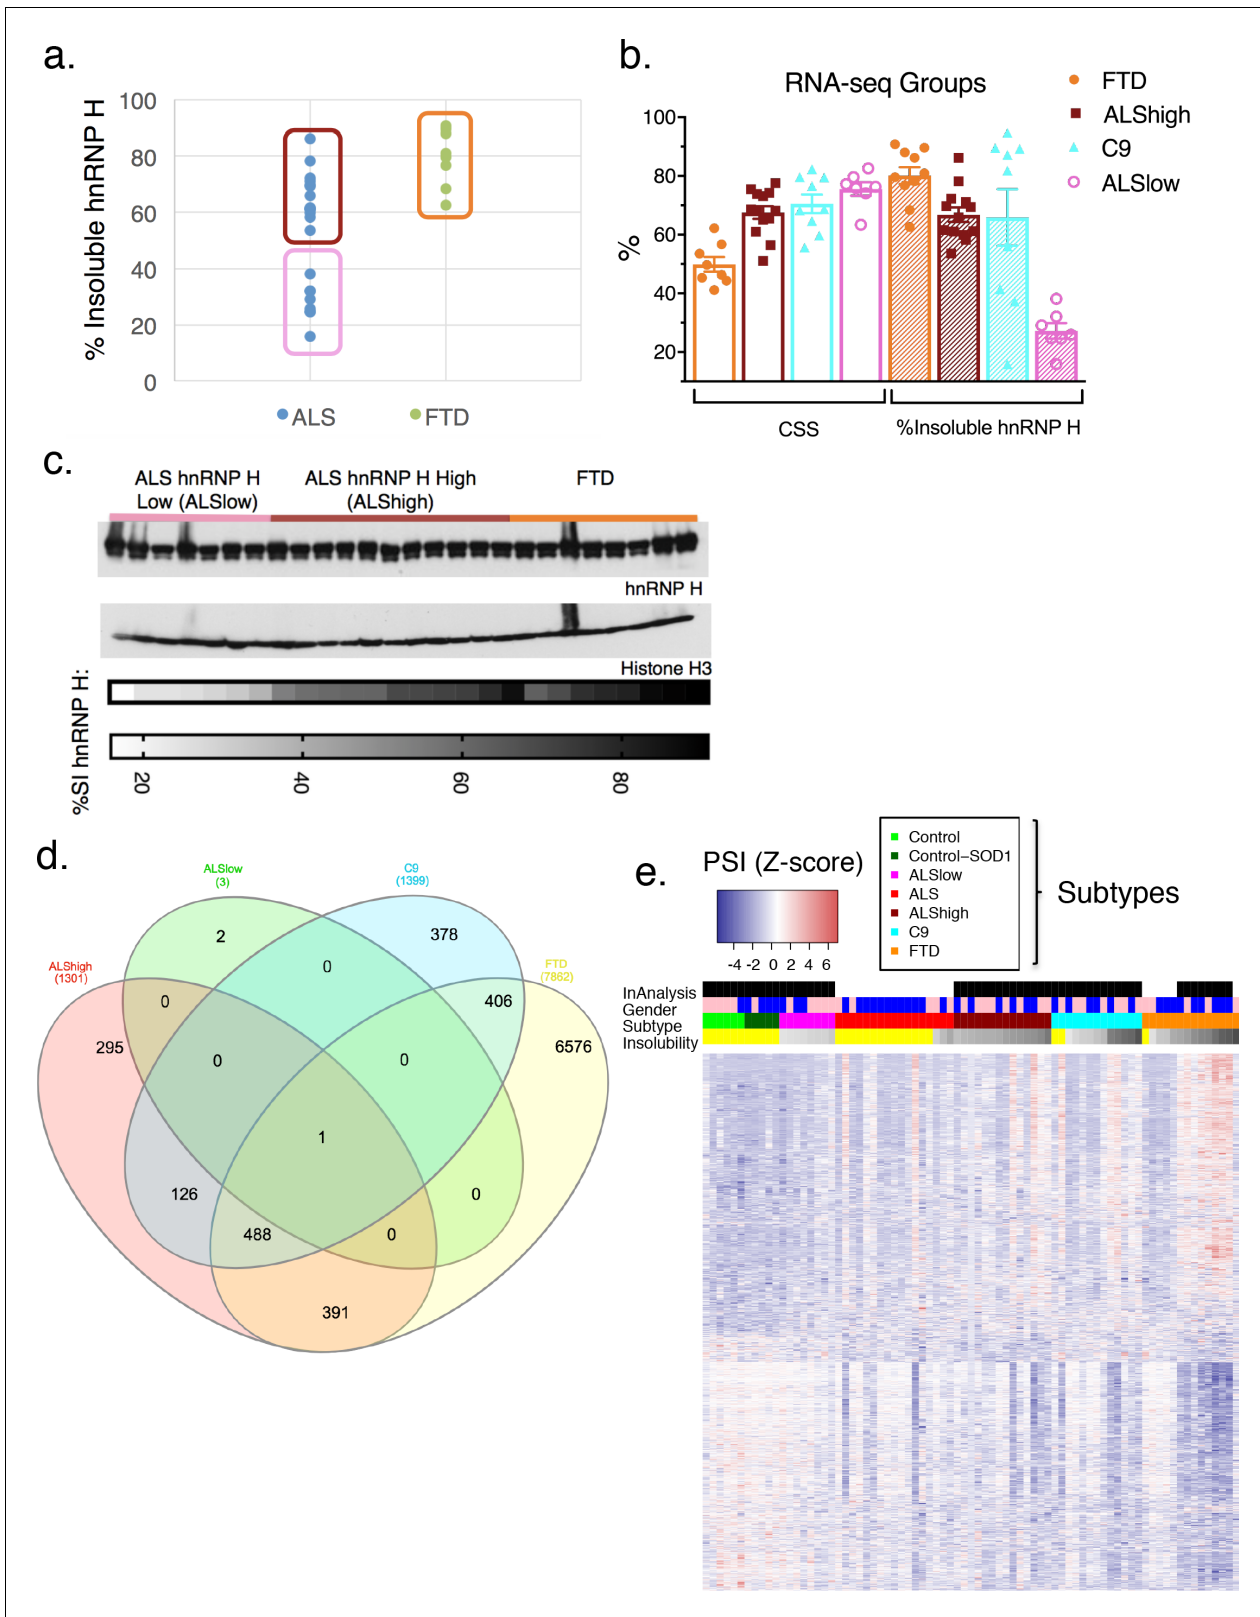 a.
% Insoluble hnRNP H
100
80
60
40
20
0
ALS
FTD
b.
RNA-seq Groups
FTD
ALShigh
C9
ALSlow
%
100
80
60
40
20
CSS
%Insoluble hnRNP H
c.
ALS hnRNP H
Low (ALSlow)
ALS hnRNP H High
(ALShigh)
FTD
hnRNP H
Histone H3
%SI hnRNP H:
20
40
60
80
d.
ALSlow
(3)
C9
(1399)
ALShigh
(1301)
FTD
(7862)
2
378
0
0
406
295
0
0
6576
1
126
0
488
0
391
e.
PSI (Z-score)
-4 -2 0 2 4 6
Control
Control–SOD1
ALSlow
ALS
ALShigh
C9
FTD
Subtypes
InAnalysis
Gender
Subtype
Insolubility